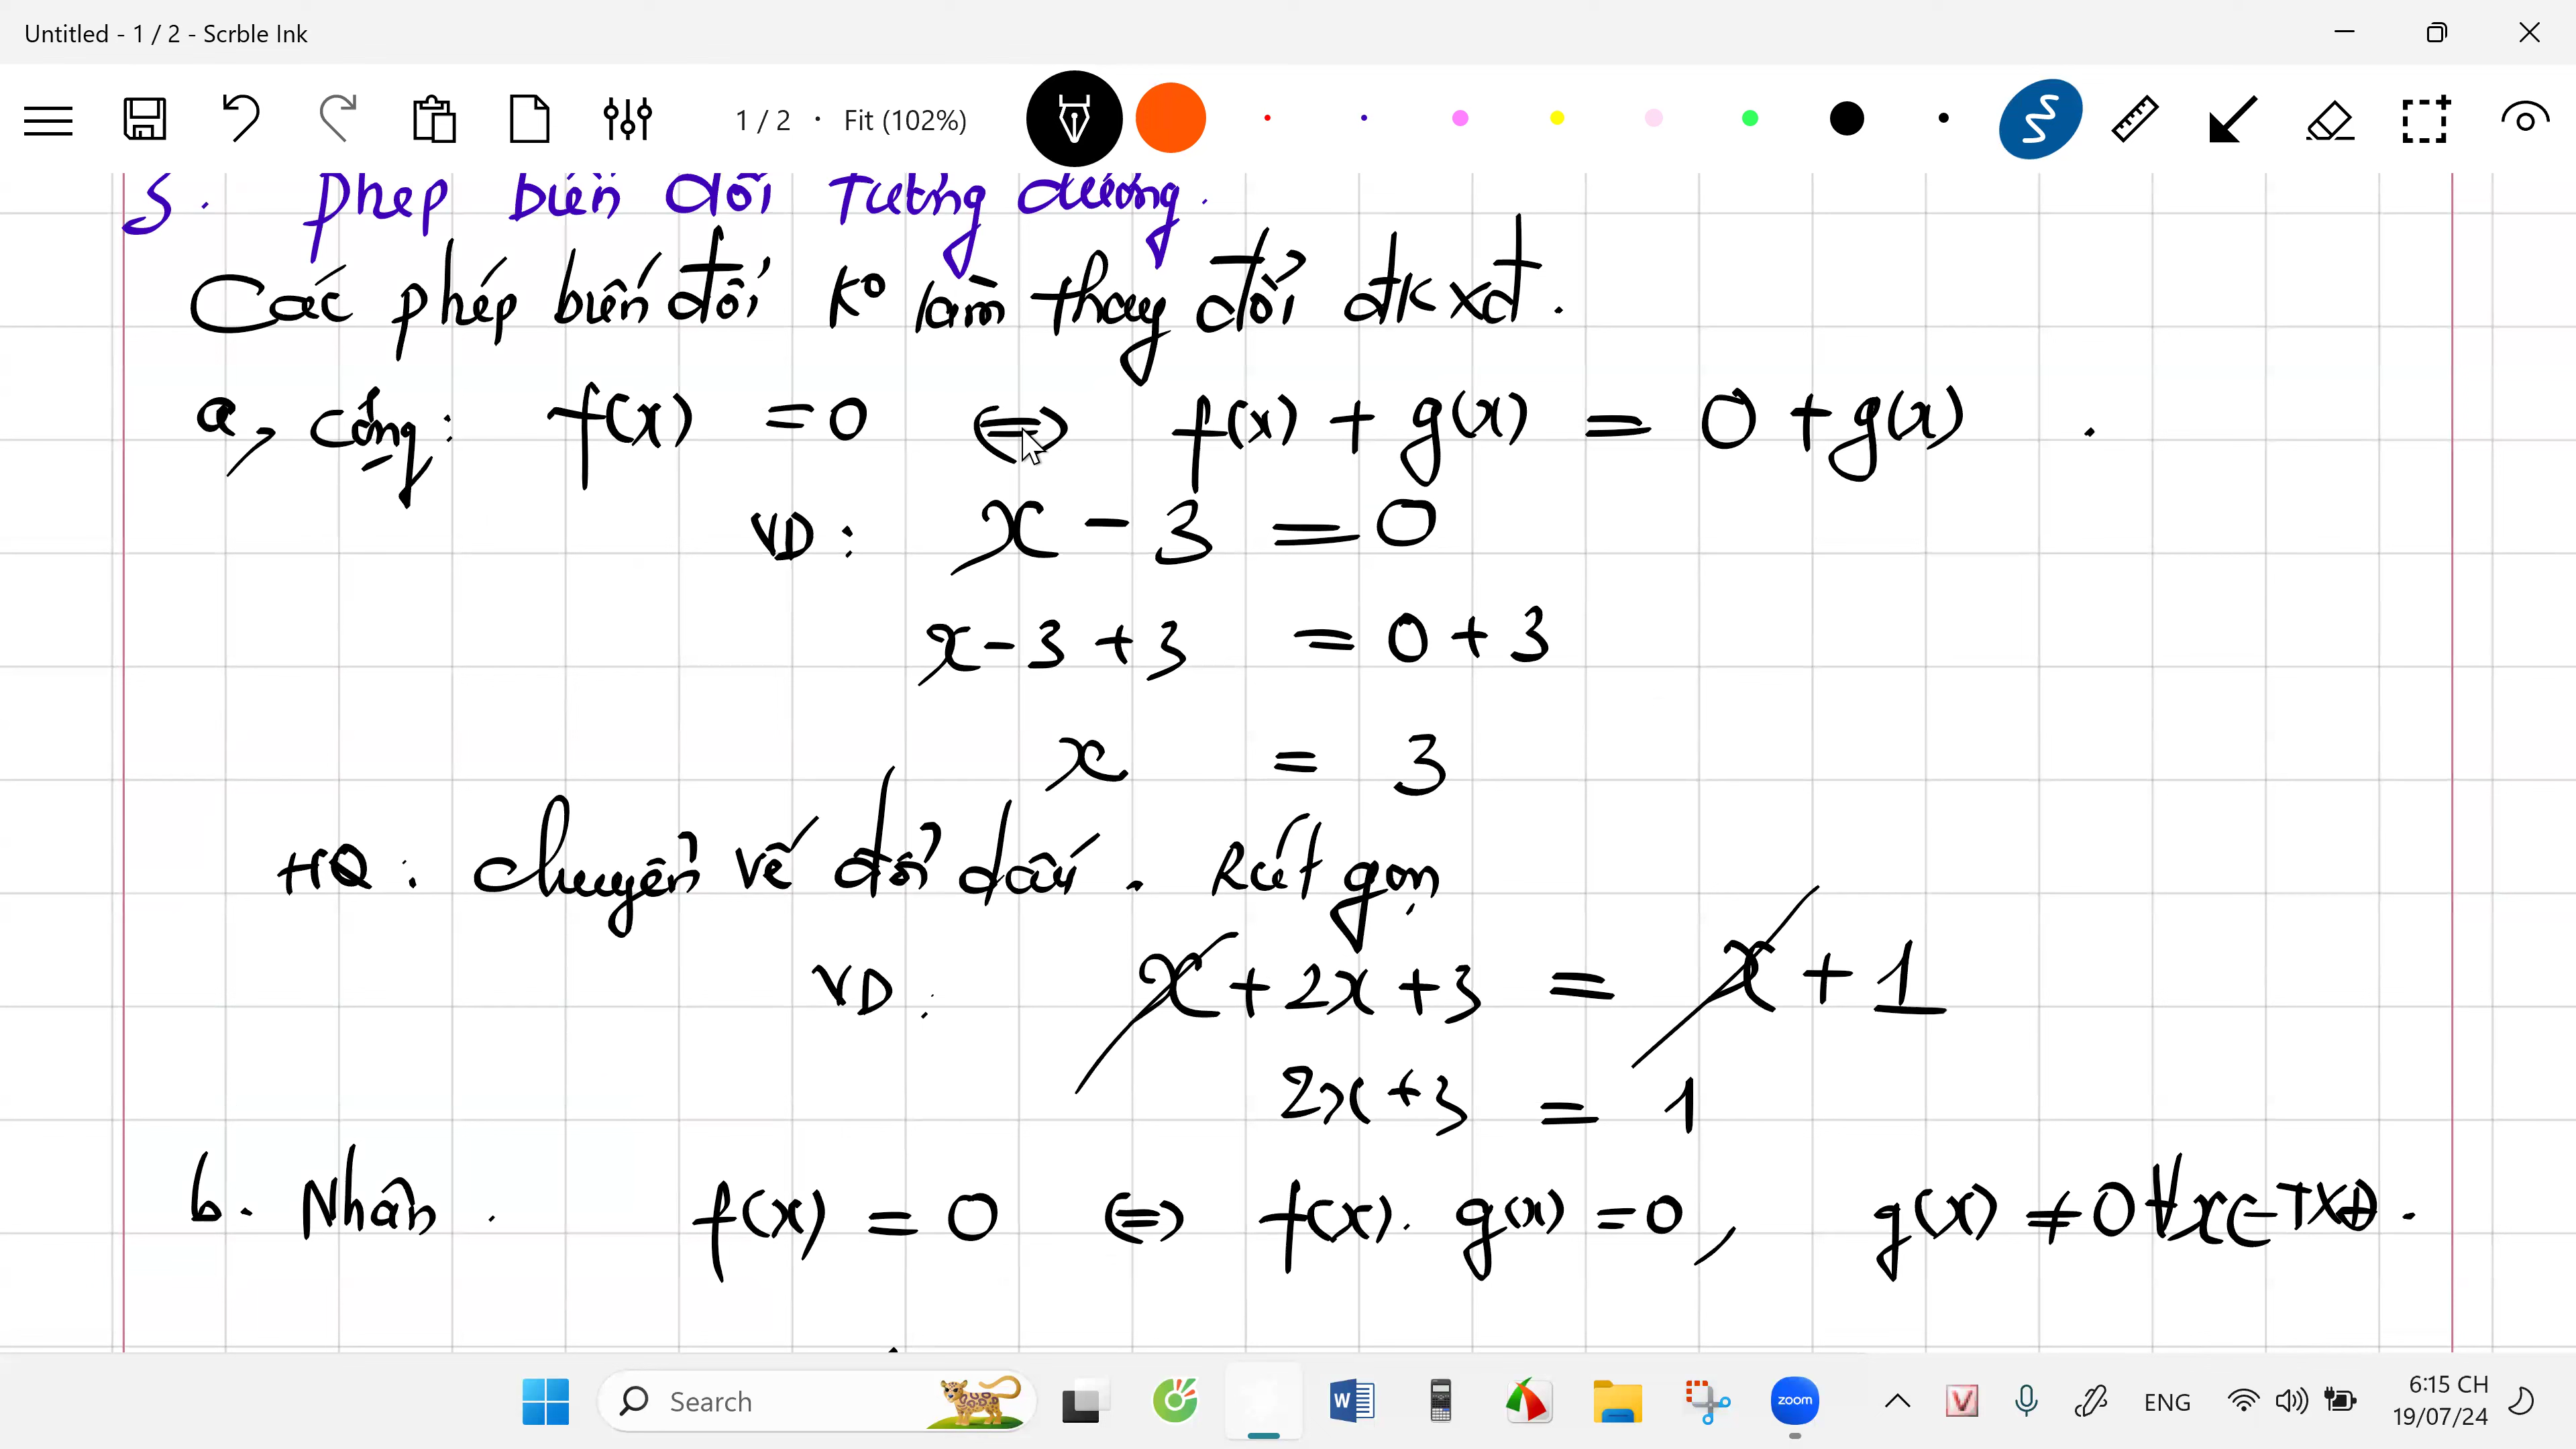 Untitled - 1 / 2 - Scrble Ink
1 / 2 · Fit (102%)
5. phép biến đổi Tương đương.
Các phép biến đổi ko làm thay đổi đkxđ.
a, cộng: f(x) = 0 <=> f(x) + g(x) = 0 + g(x) .
VD: x - 3 = 0
x - 3 + 3 = 0 + 3
x = 3
HQ: chuyển vế đổi dấu. Rút gọn
VD: x + 2x + 3 = x + 1
2x + 3 = 1
b. Nhân. f(x) = 0 <=> f(x). g(x) = 0, g(x) ≠ 0 ∀x∈TXĐ.
Search
zoom
ENG
6:15 CH
19/07/24